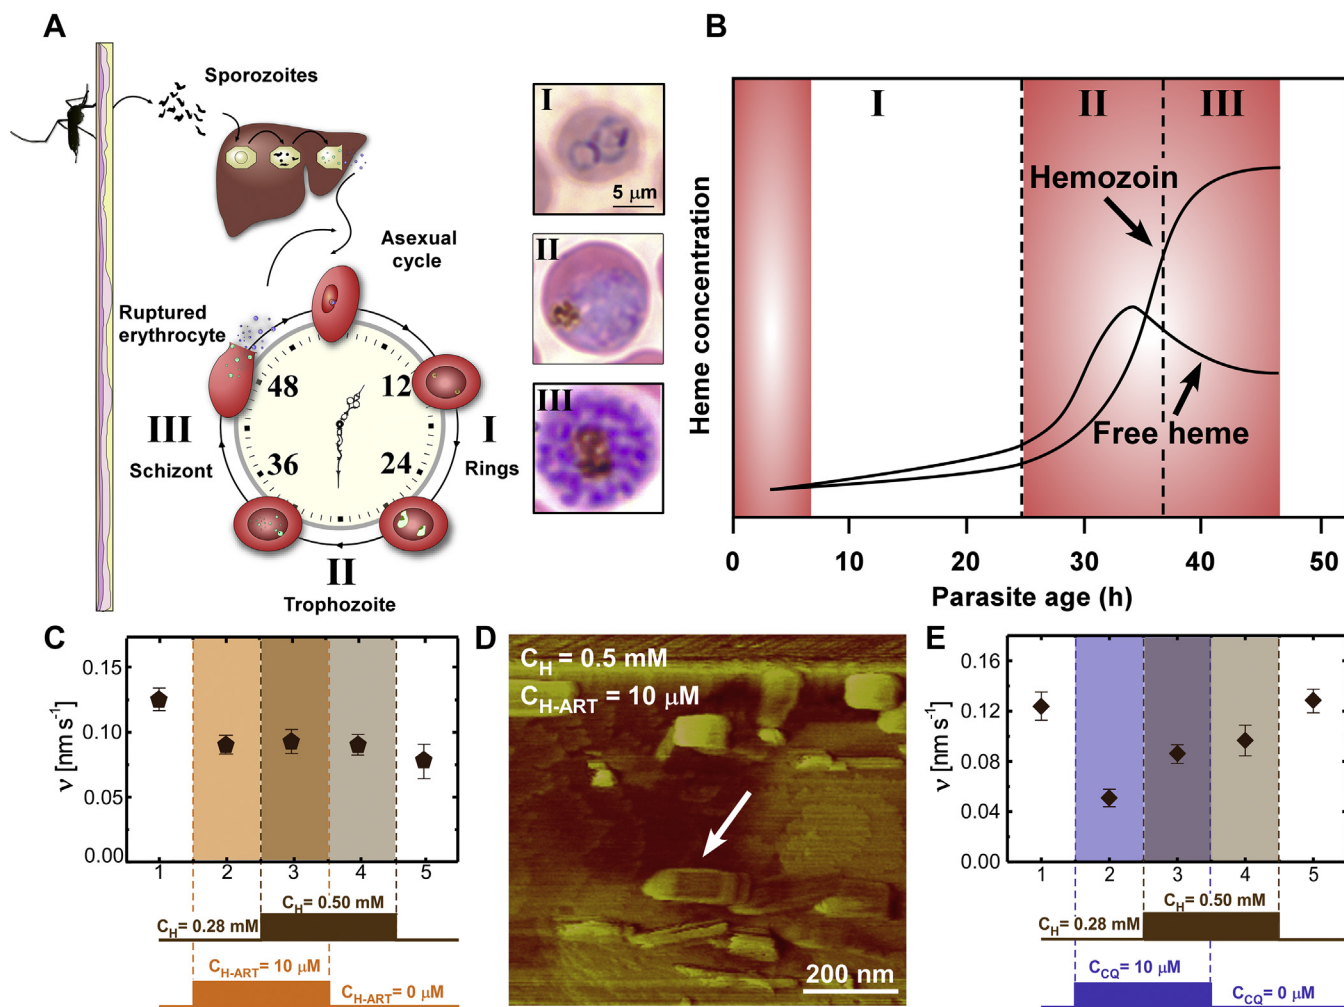 A
Sporozoites
Asexual
cycle
Ruptured
erythrocyte
48
12
36
24
III
Schizont
I
Rings
II
Trophozoite
I
5 μm
II
III
B
I
II
III
Hemozoin
Free heme
Heme concentration
0 10 20 30 40 50
Parasite age (h)
C
ν [nm s⁻¹]
0.15
0.10
0.05
0.00
1 2 3 4 5
C_H = 0.50 mM
C_H = 0.28 mM
C_H-ART = 10 μM
C_H-ART = 0 μM
D
C_H = 0.5 mM
C_H-ART = 10 μM
200 nm
E
ν [nm s⁻¹]
0.16
0.12
0.08
0.04
0.00
1 2 3 4 5
C_H = 0.50 mM
C_H = 0.28 mM
C_CQ = 10 μM
C_CQ = 0 μM